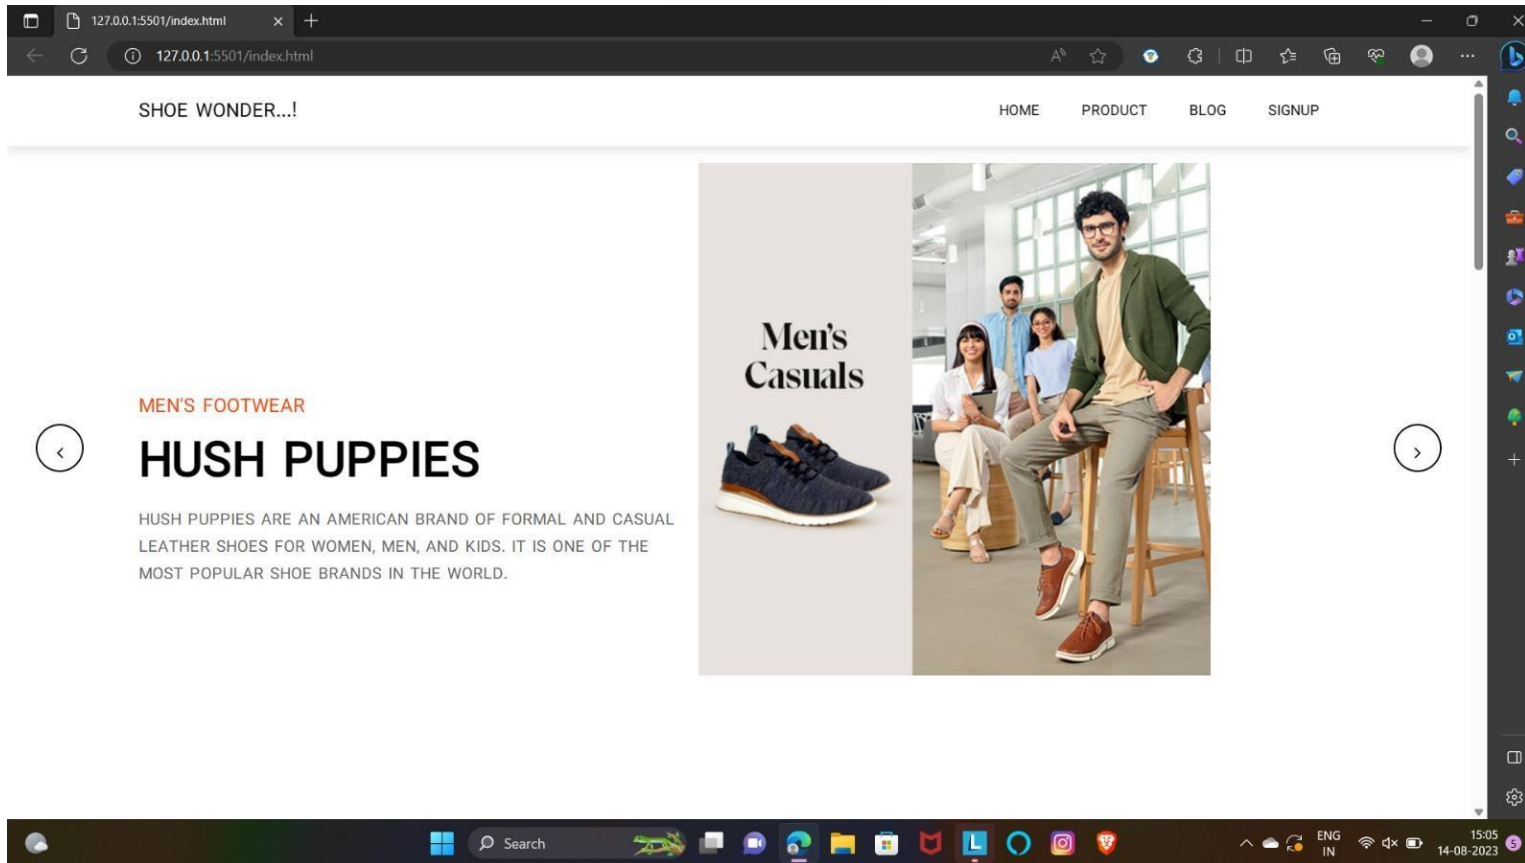 127.0.0.1:5501/index.html
127.0.0.1:5501/index.html
SHOE WONDER...!
HOME PRODUCT BLOG SIGNUP
Men's
Casuals
MEN'S FOOTWEAR
HUSH PUPPIES
HUSH PUPPIES ARE AN AMERICAN BRAND OF FORMAL AND CASUAL
LEATHER SHOES FOR WOMEN, MEN, AND KIDS. IT IS ONE OF THE
MOST POPULAR SHOE BRANDS IN THE WORLD.
Search
ENG
IN
15:05
14-08-2023
5